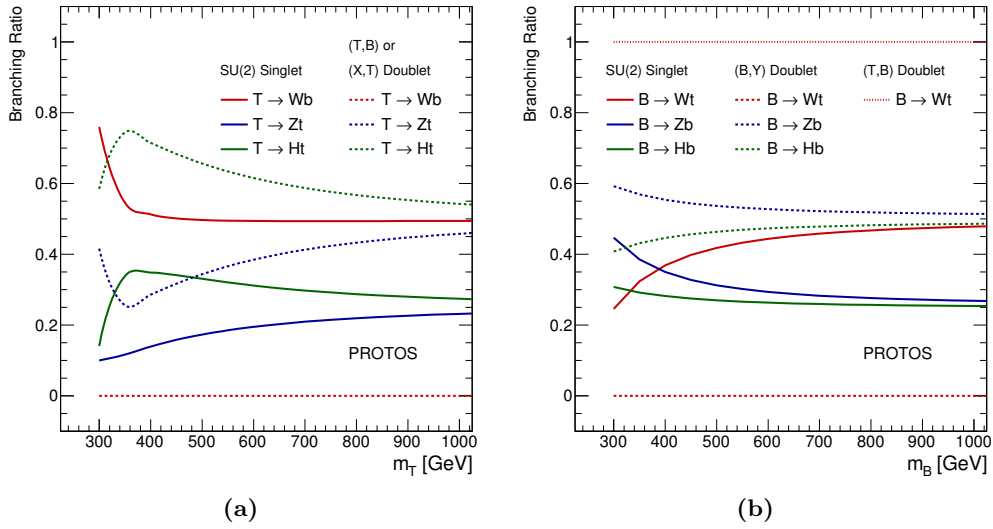 Branching Ratio
1
0.8
0.6
0.4
0.2
0
(T,B) or
SU(2) Singlet (X,T) Doublet
T → Wb T → Wb
T → Zt T → Zt
T → Ht T → Ht
PROTOS
300 400 500 600 700 800 900 1000
m_T [GeV]
(a)
Branching Ratio
1
0.8
0.6
0.4
0.2
0
SU(2) Singlet (B,Y) Doublet (T,B) Doublet
B → Wt B → Wt B → Wt
B → Zb B → Zb
B → Hb B → Hb
PROTOS
300 400 500 600 700 800 900 1000
m_B [GeV]
(b)